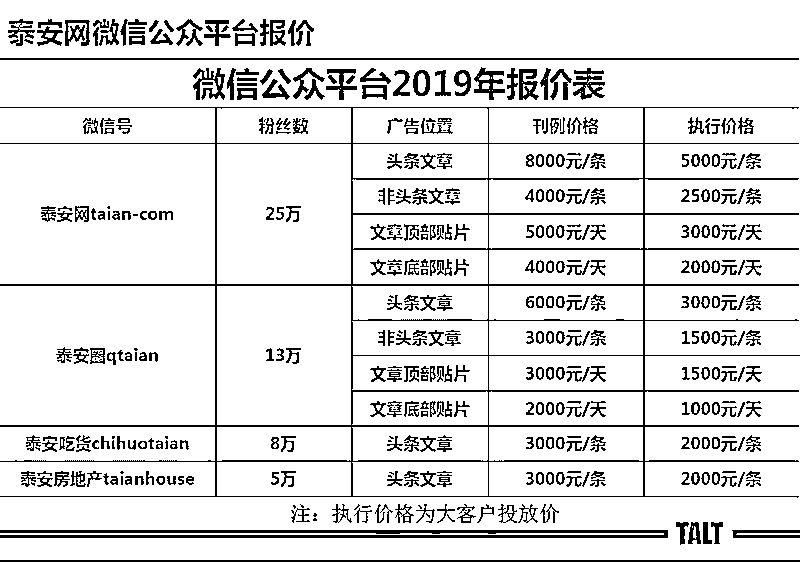 泰安网微信公众平台报价
微信公众平台2019年报价表
微信号 粉丝数 广告位置 刊例价格 执行价格
泰安网taian-com 25万 头条文章 8000元/条 5000元/条
非头条文章 4000元/条 2500元/条
文章顶部贴片 5000元/天 3000元/天
文章底部贴片 4000元/天 2000元/天
泰安圈qtaian 13万 头条文章 6000元/条 3000元/条
非头条文章 3000元/条 1500元/条
文章顶部贴片 3000元/天 1500元/天
文章底部贴片 2000元/天 1000元/天
泰安吃货chihuotaian 8万 头条文章 3000元/条 2000元/条
泰安房地产taianhouse 5万 头条文章 3000元/条 2000元/条
注：执行价格为大客户投放价
TALT